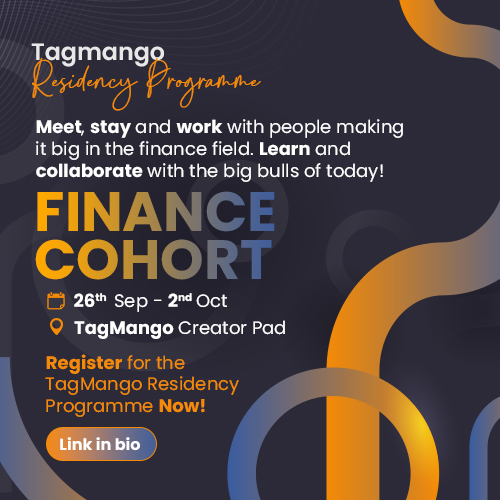 Tagmango
Residency Programme
Meet, stay and work with people making
it big in the finance field. Learn and
collaborate with the big bulls of today!
FINANCE
COHORT
26th Sep - 2nd Oct
TagMango Creator Pad
Register for the
TagMango Residency
Programme Now!
Link in bio